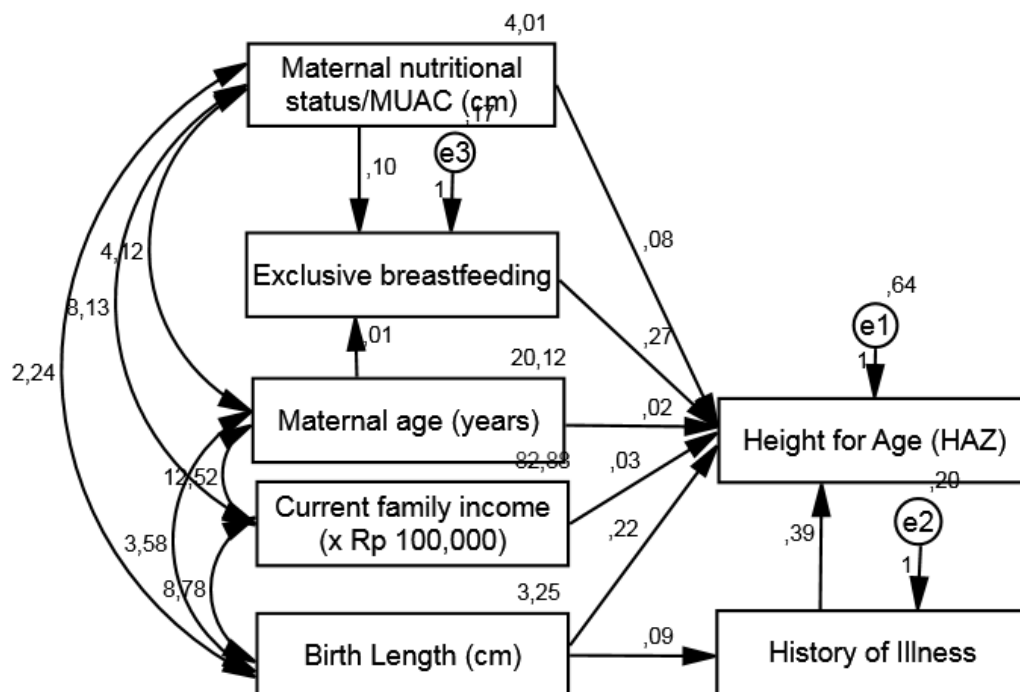 4,01
Maternal nutritional
status/MUAC (cm)
,17
e3
,10
1
4,12
,08
Exclusive breastfeeding
8,13
,64
e1
,01
,27
1
2,24
20,12
Maternal age (years)
,02
Height for Age (HAZ)
82,88
,03
12,52
,20
Current family income
(x Rp 100,000)
e2
,22
,39
3,58
1
8,78
3,25
Birth Length (cm)
,09
History of Illness